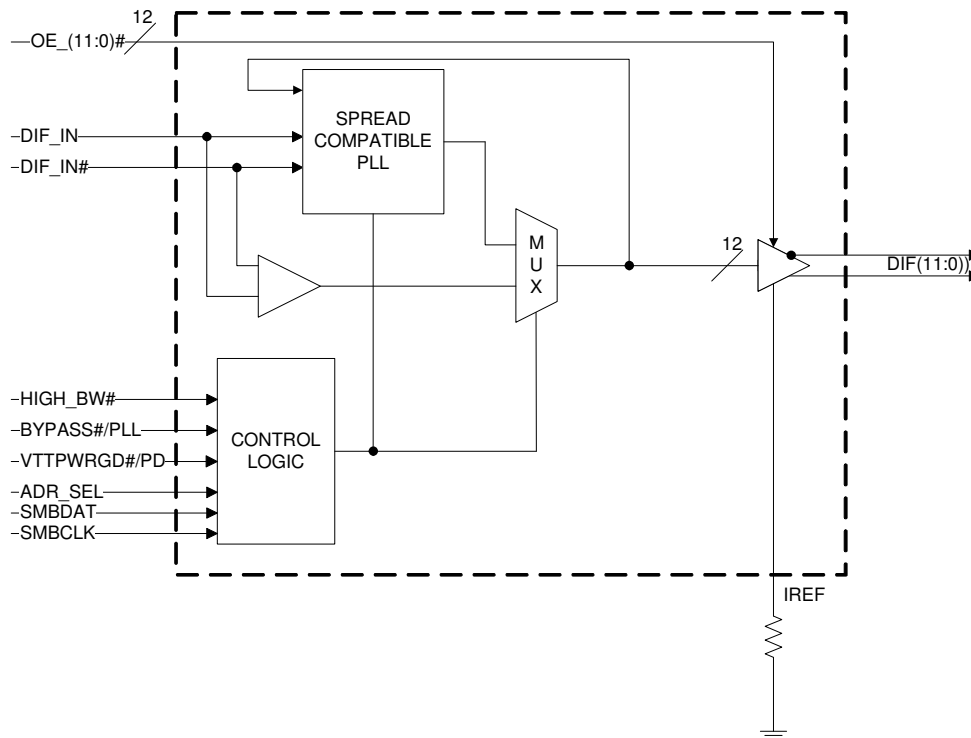 12
OE_(11:0)#
SPREAD
COMPATIBLE
PLL
DIF_IN
DIF_IN#
M
U
X
12
DIF(11:0))
HIGH_BW#
BYPASS#/PLL
VTTPWRGD#/PD
ADR_SEL
SMBDAT
SMBCLK
CONTROL
LOGIC
IREF